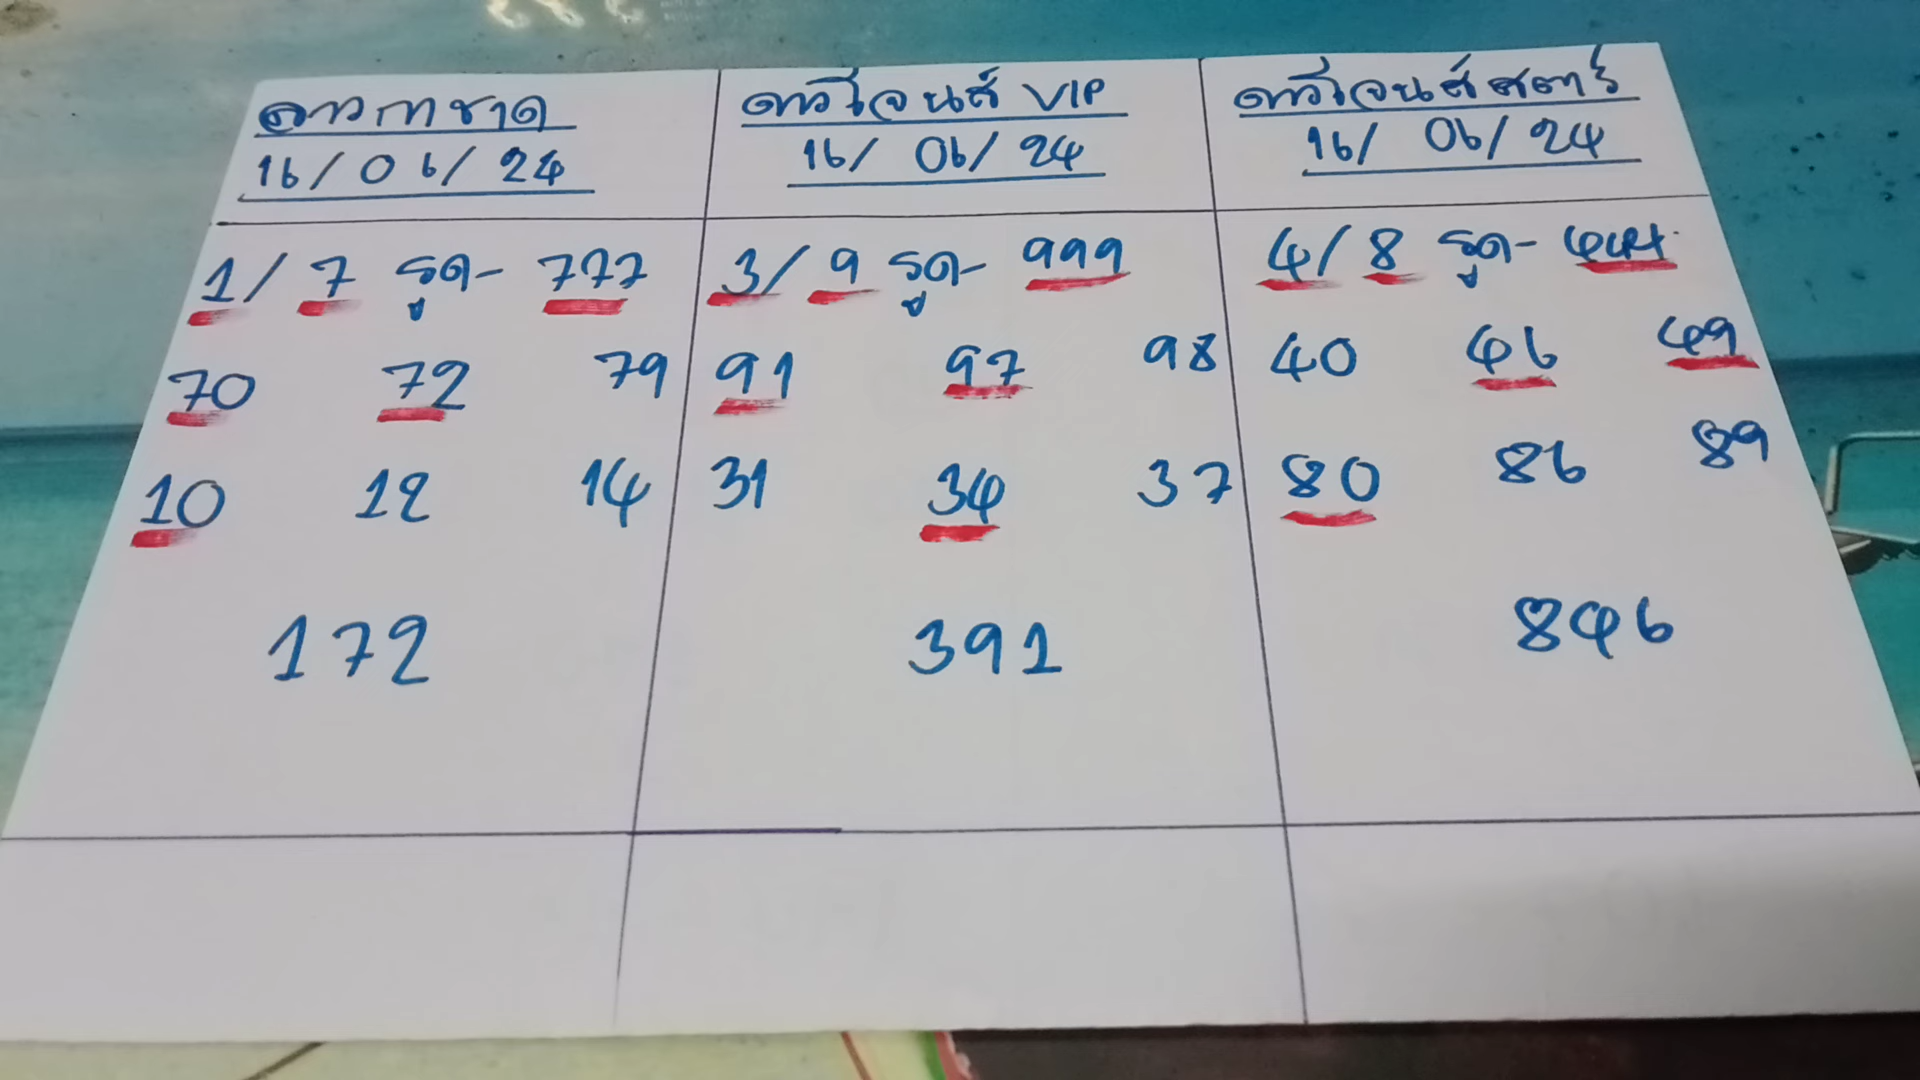 ลาวกาชาด
16/06/24
1/7 รูด- 777
70 72 79
10 12 14
172
ดาวโจนส์ VIP
16/06/24
3/9 รูด- 999
91 97 98
31 34 37
391
ดาวโจนส์สตาร์
16/06/24
4/8 รูด- 444
40 46 49
80 86 89
846